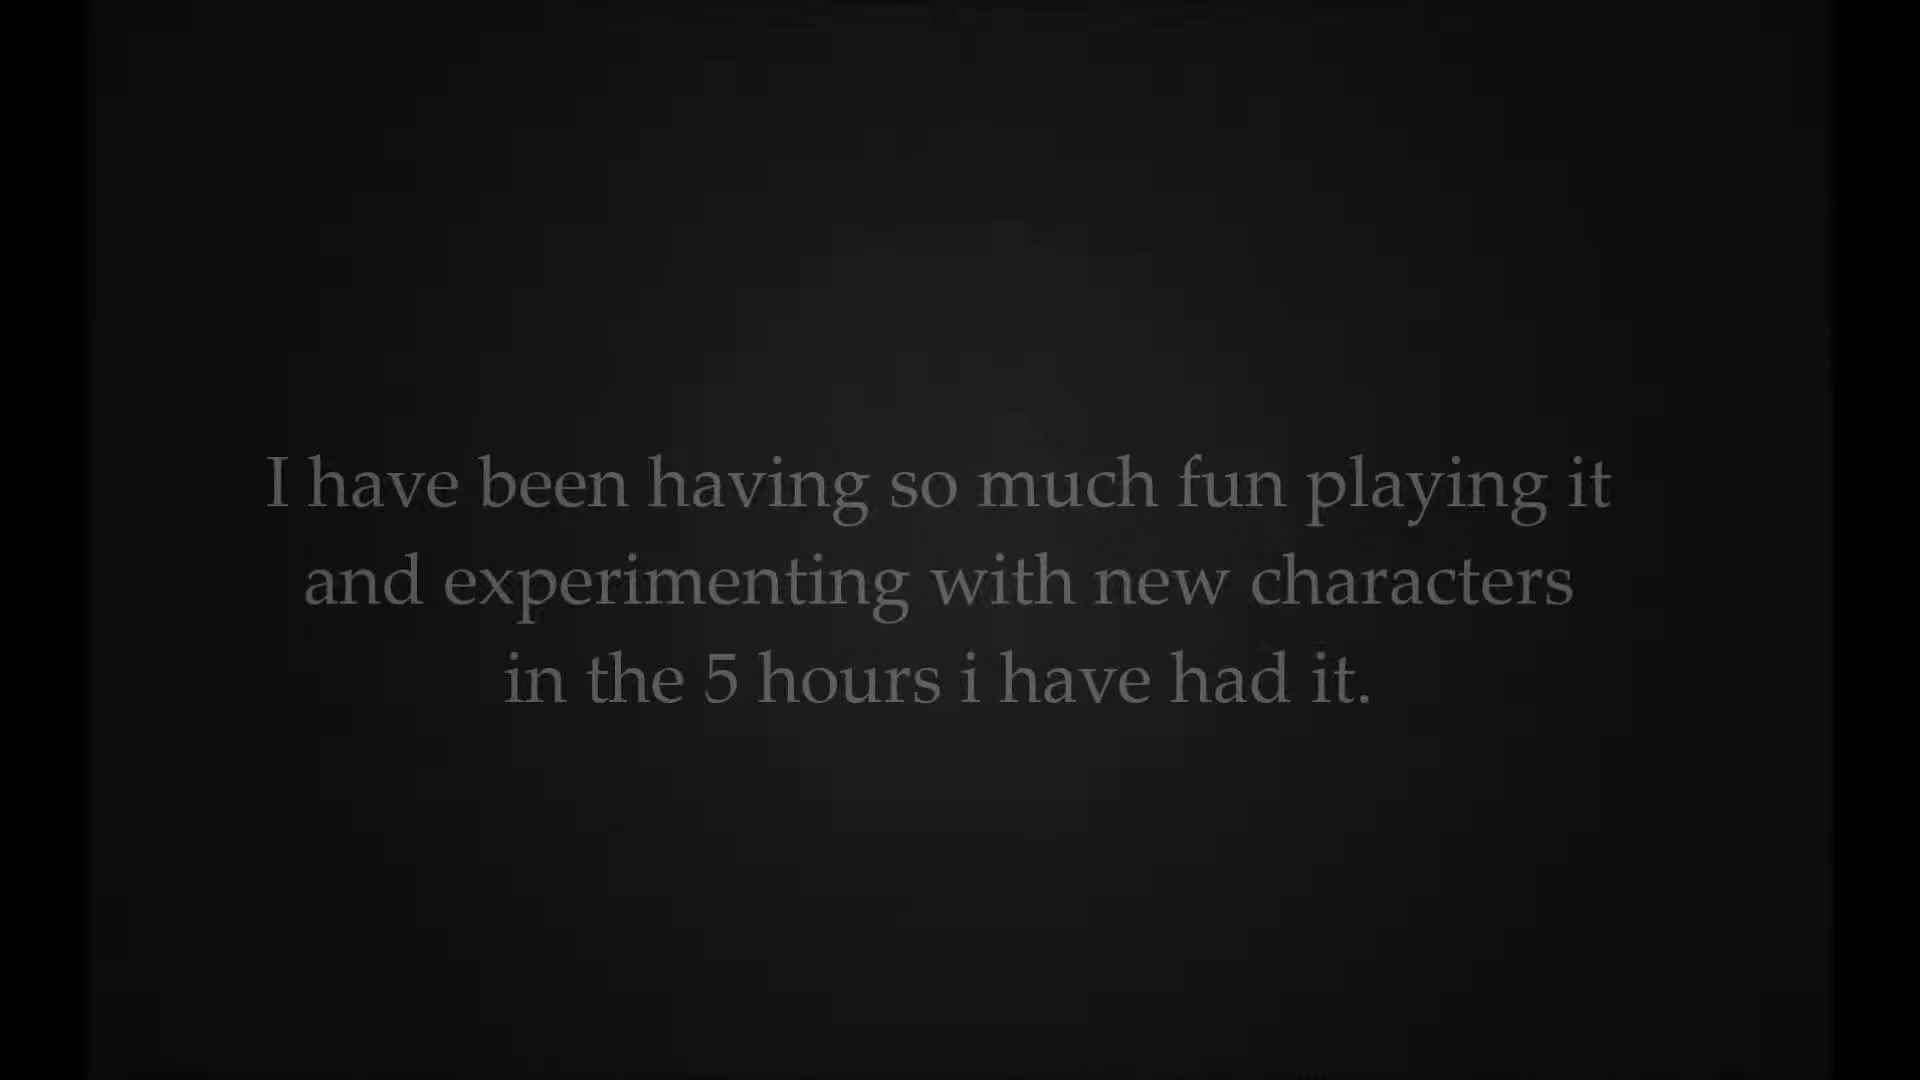 I have been having so much fun playing it
and experimenting with new characters
in the 5 hours i have had it.